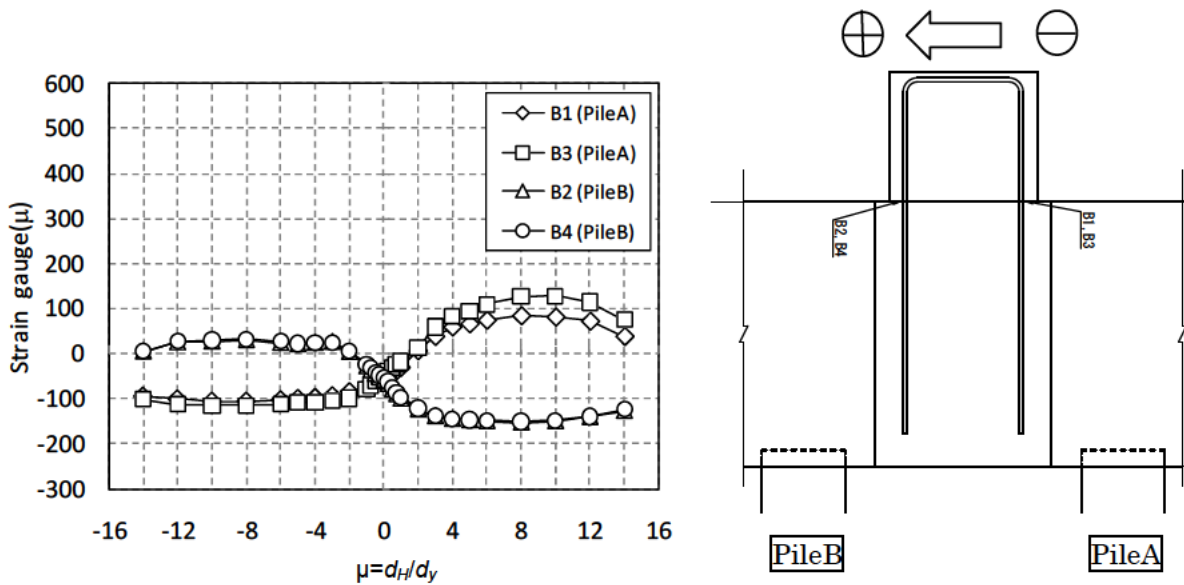 600
500
400
300
200
100
0
-100
-200
-300
Strain gauge(μ)
-16
-12
-8
-4
0
4
8
12
16
μ=dH/dy
B1 (PileA)
B3 (PileA)
B2 (PileB)
B4 (PileB)
B2, B4
B1, B3
PileB
PileA